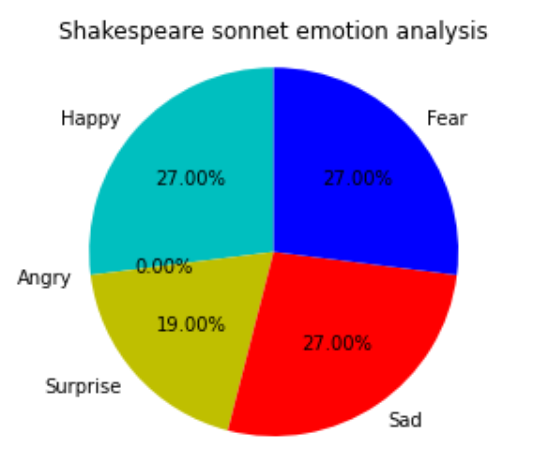 Shakespeare sonnet emotion analysis
Happy
Fear
27.00%
27.00%
0.00%
Angry
19.00%
27.00%
Surprise
Sad